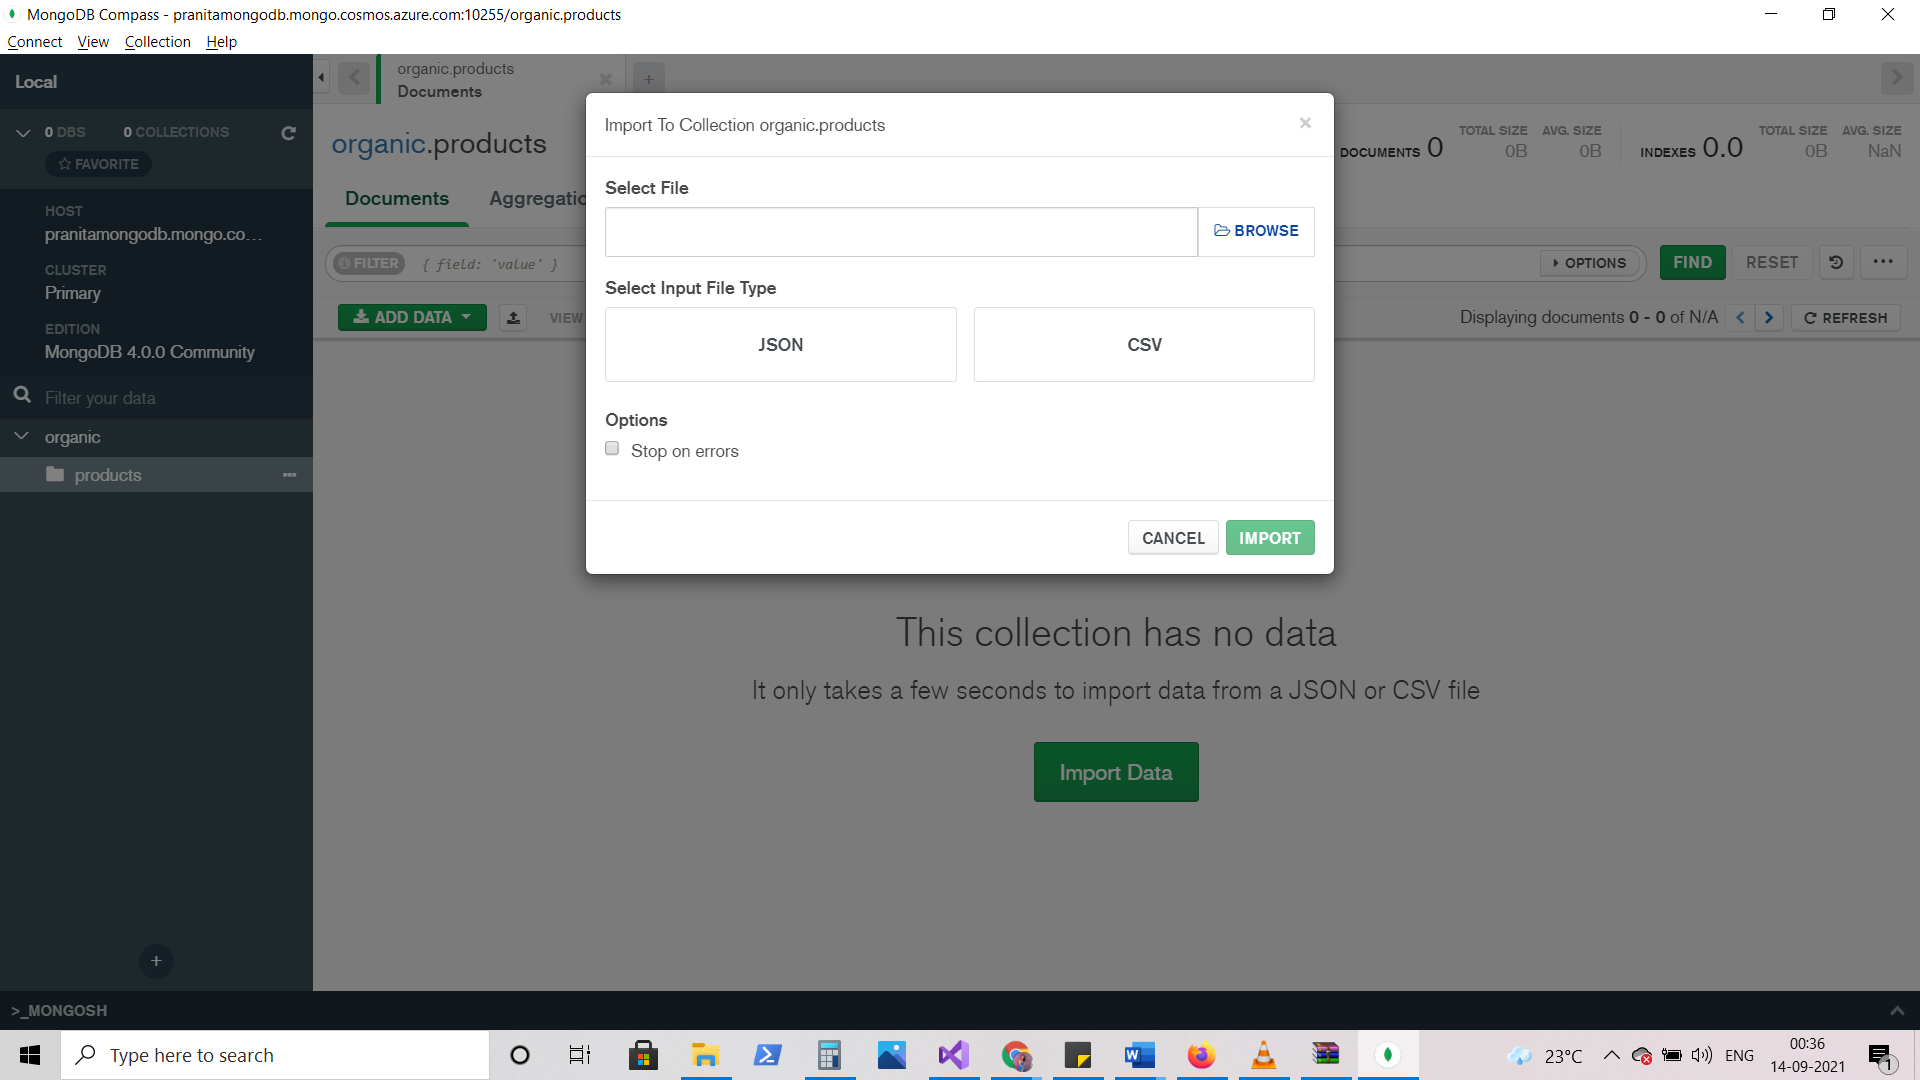 MongoDB Compass - pranitamongodb.mongo.cosmos.azure.com:10255/organic.products
Connect View Collection Help
Local
0 DBS 0 COLLECTIONS
FAVORITE
HOST
pranitamongodb.mongo.co...
CLUSTER
Primary
EDITION
MongoDB 4.0.0 Community
Filter your data
organic
products
>_MONGOSH
organic.products
Documents
organic.products
DOCUMENTS 0
TOTAL SIZE
0B
AVG. SIZE
0B
INDEXES 0.0
TOTAL SIZE
0B
AVG. SIZE
NaN
Documents
Aggregatio
FILTER { field: 'value' }
OPTIONS
FIND
RESET
ADD DATA
VIEW
Displaying documents 0 - 0 of N/A
REFRESH
Import To Collection organic.products
Select File
BROWSE
Select Input File Type
JSON
CSV
Options
Stop on errors
CANCEL
IMPORT
This collection has no data
It only takes a few seconds to import data from a JSON or CSV file
Import Data
Type here to search
23°C
ENG
00:36
14-09-2021
1